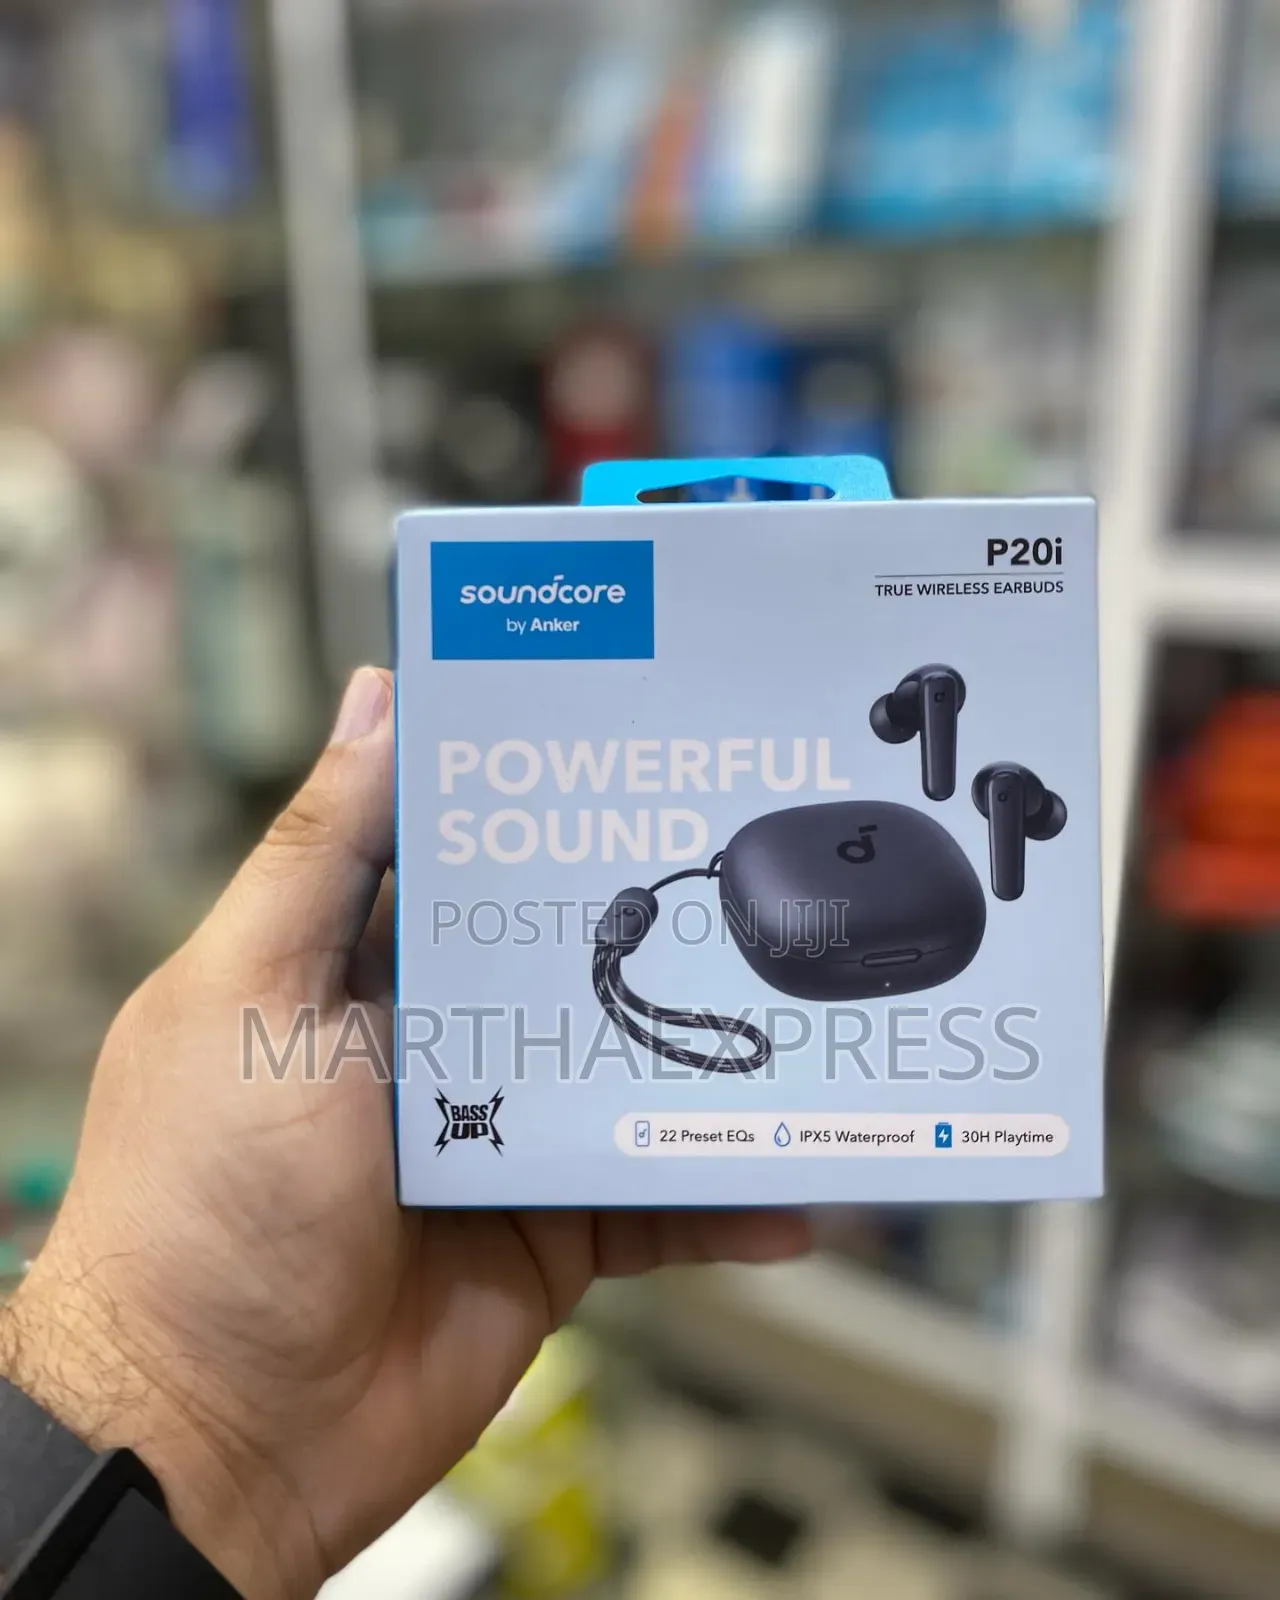 soundcore
by Anker
P20i
TRUE WIRELESS EARBUDS
POWERFUL
SOUND
POSTED ON JIJI
MARTHAEXPRESS
BASS
UP
22 Preset EQs
IPX5 Waterproof
30H Playtime